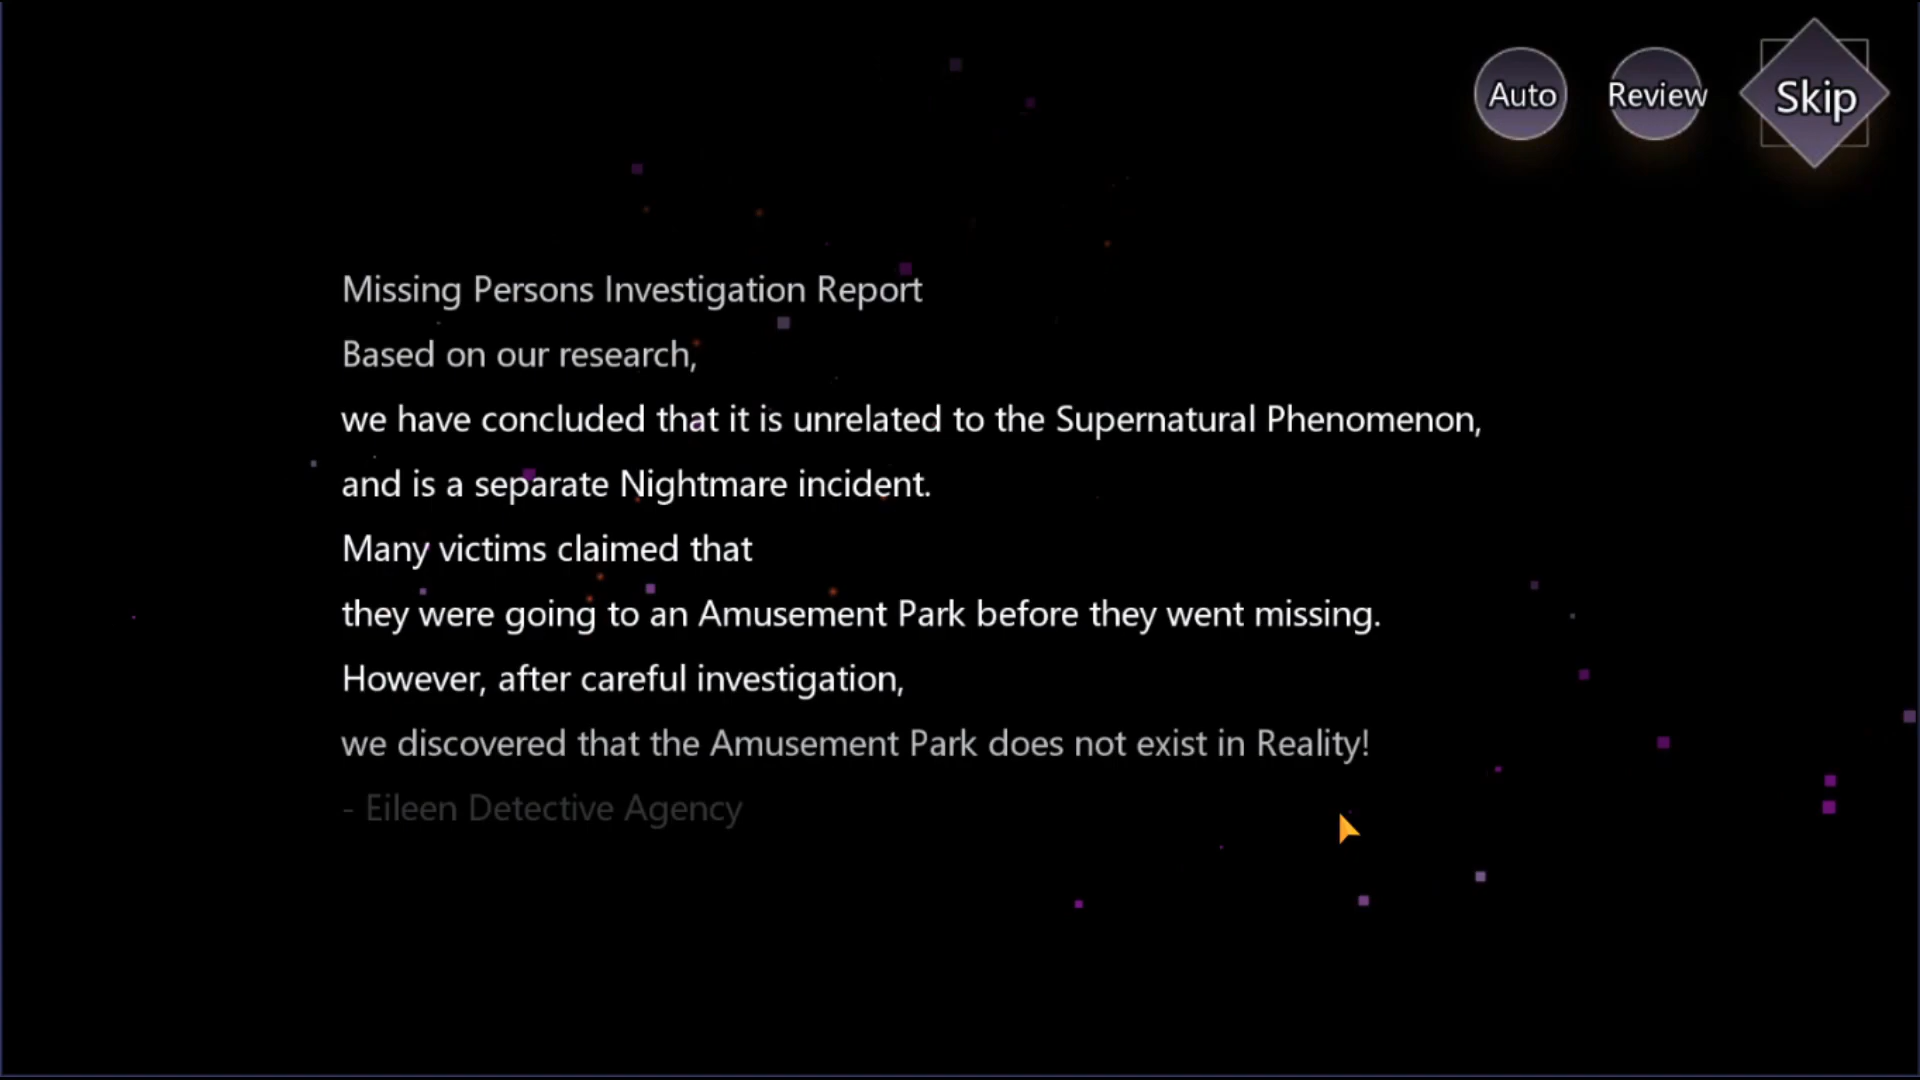 Auto
Review
Skip
Missing Persons Investigation Report
Based on our research,
we have concluded that it is unrelated to the Supernatural Phenomenon,
and is a separate Nightmare incident.
Many victims claimed that
they were going to an Amusement Park before they went missing.
However, after careful investigation,
we discovered that the Amusement Park does not exist in Reality!
- Eileen Detective Agency